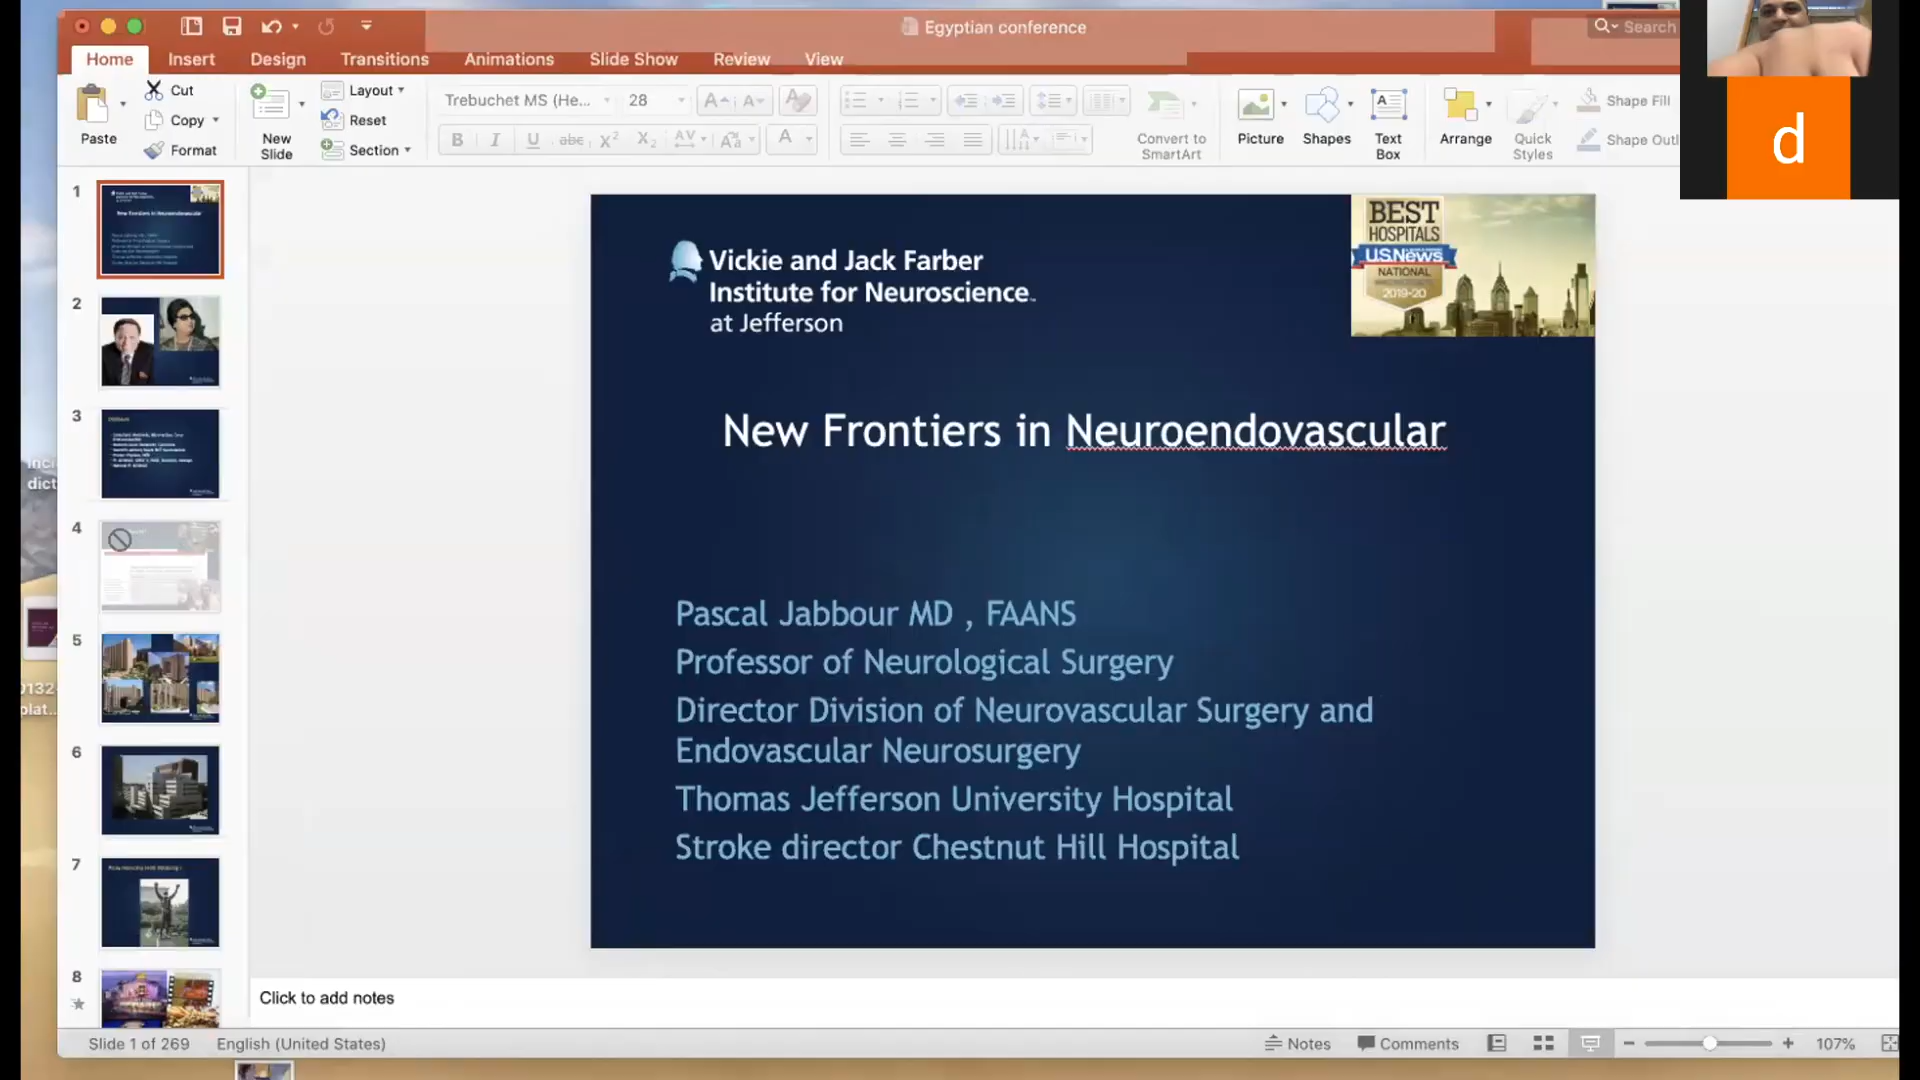 Egyptian conference
Search
Home Insert Design Transitions Animations Slide Show Review View
Paste
Cut
Copy
Format
New
Slide
Layout
Reset
Section
Trebuchet MS (He...
28
Convert to
SmartArt
Picture
Shapes
Text
Box
Arrange
Quick
Styles
Shape Fill
Shape Outl
d
1
2
3
4
5
6
7
8
Vickie and Jack Farber
Institute for Neuroscience
at Jefferson
BEST
HOSPITALS
U.S.News
NATIONAL
2019-20
New Frontiers in Neuroendovascular
Pascal Jabbour MD , FAANS
Professor of Neurological Surgery
Director Division of Neurovascular Surgery and
Endovascular Neurosurgery
Thomas Jefferson University Hospital
Stroke director Chestnut Hill Hospital
Click to add notes
Slide 1 of 269
English (United States)
Notes
Comments
107%